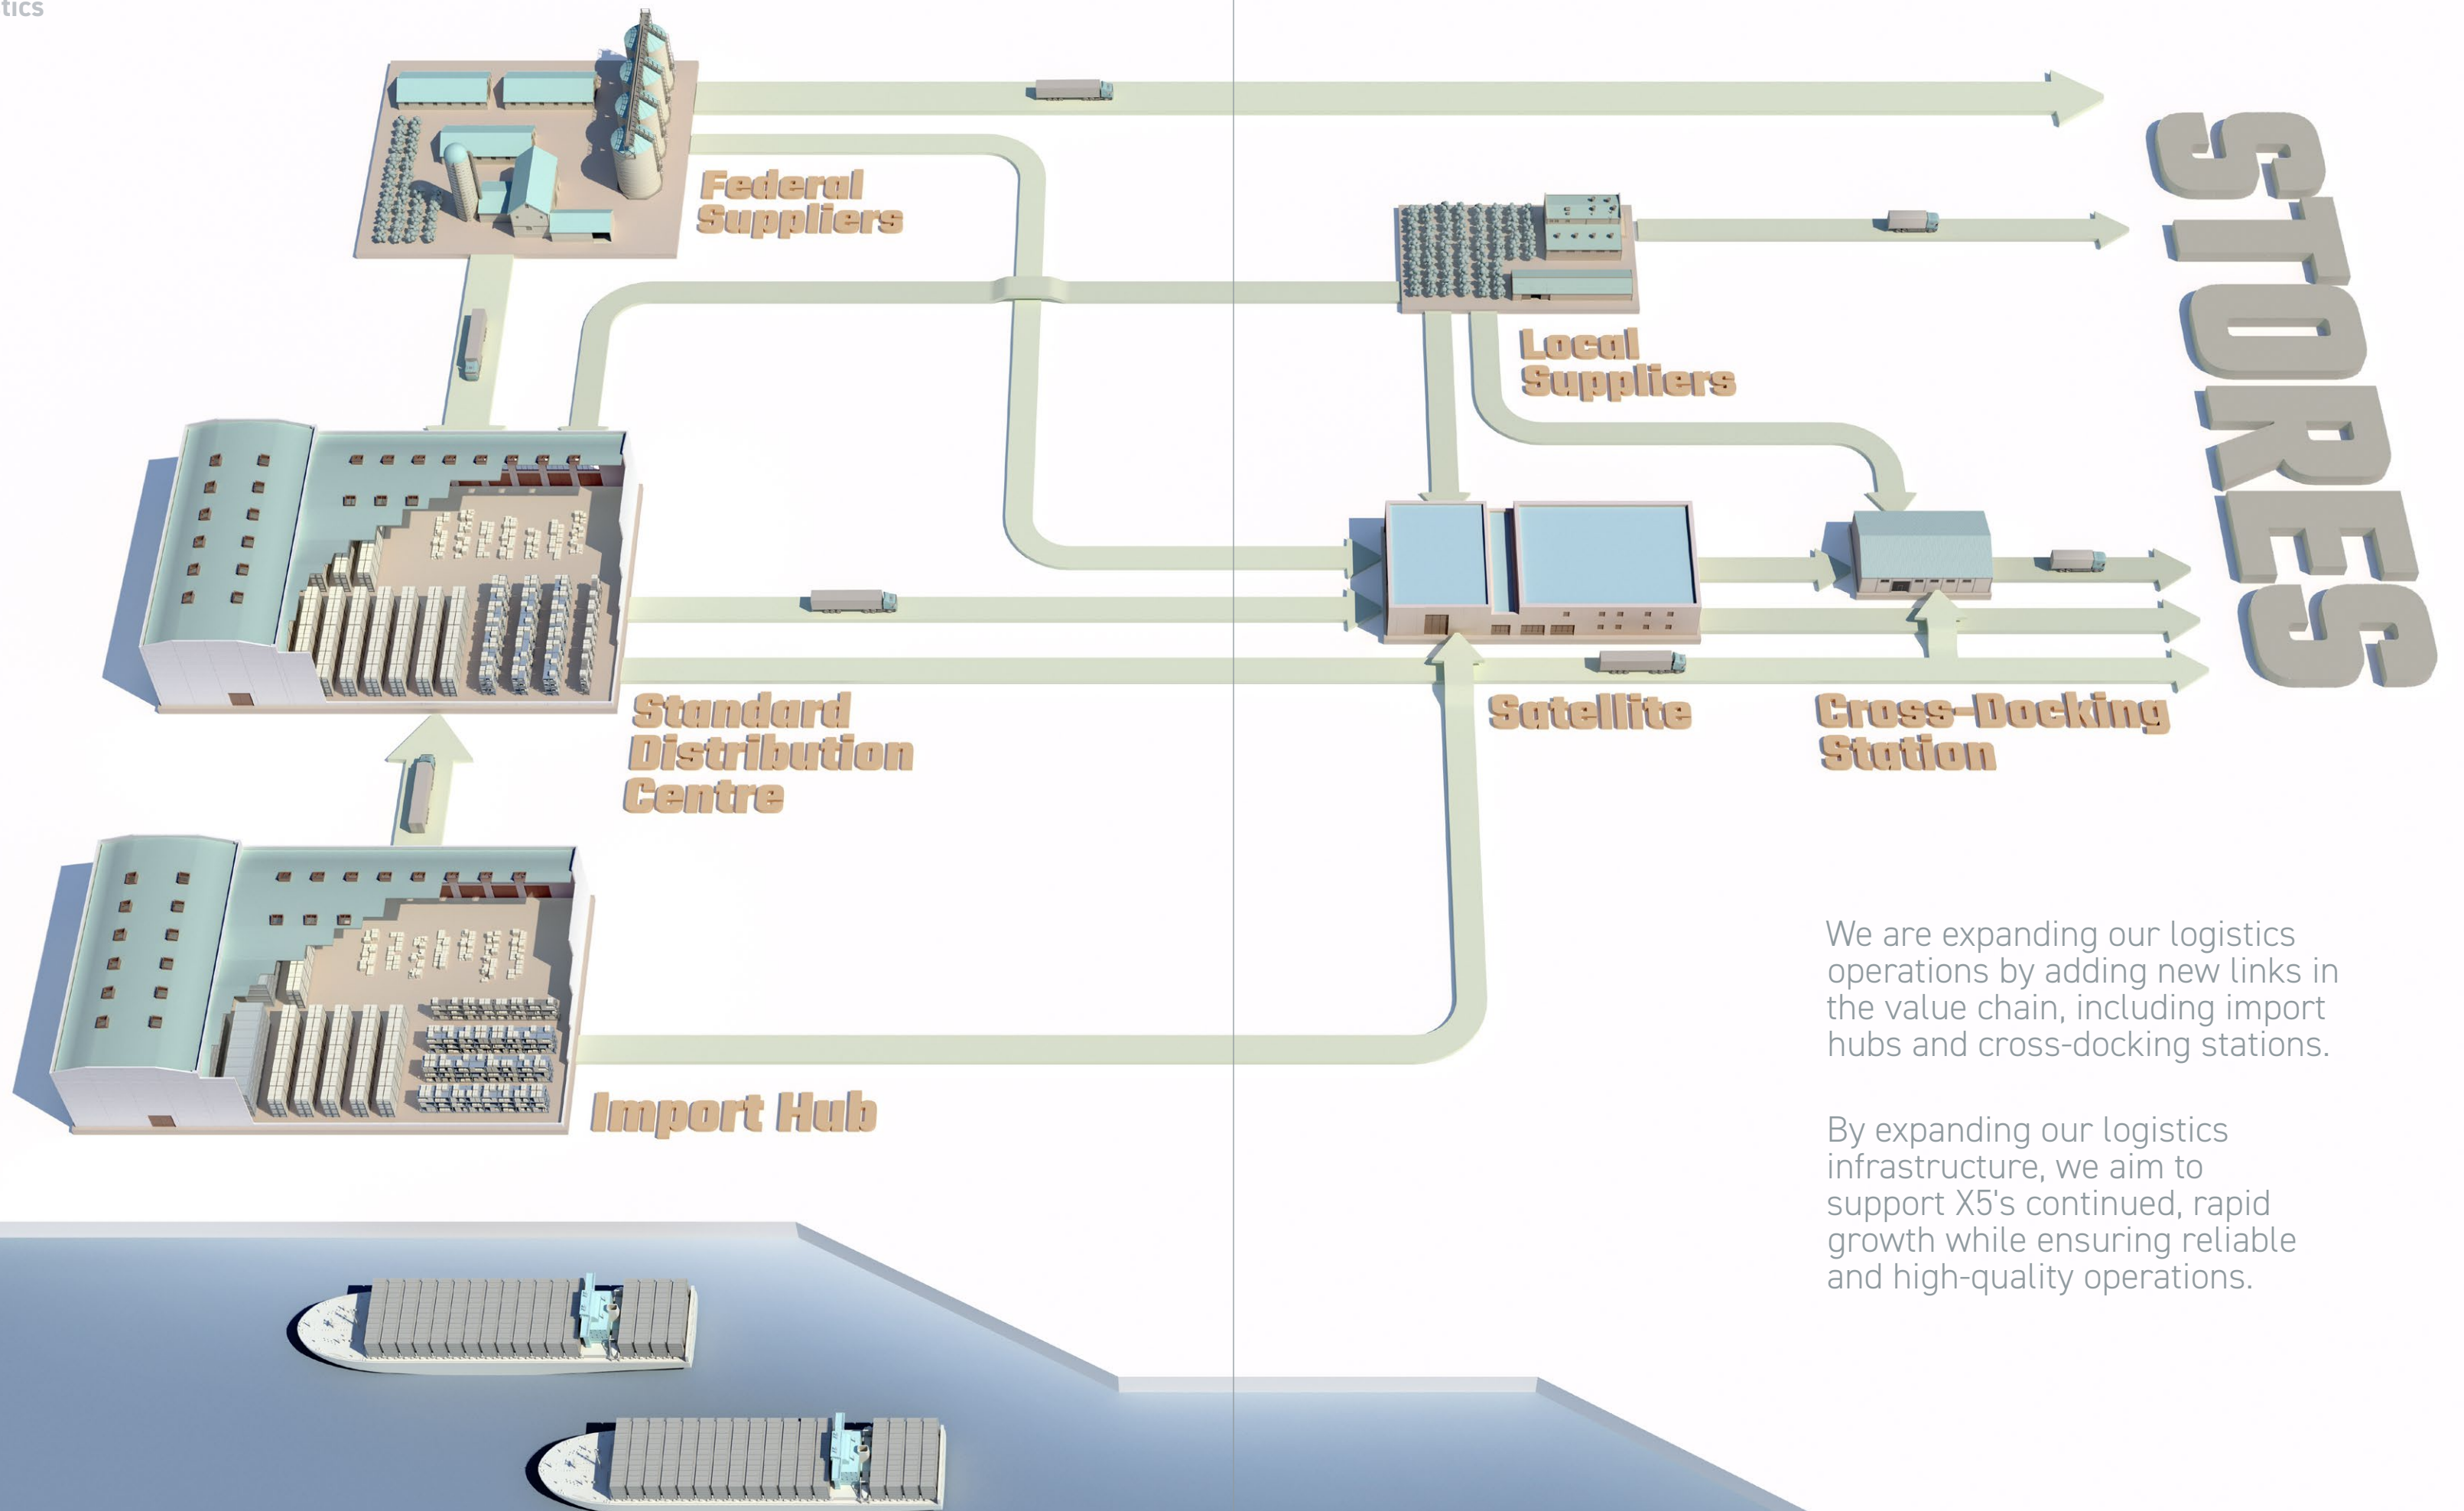 tics
Federal
Suppliers
Local
Suppliers
STORES
Standard
Distribution
Centre
Satellite
Cross-Docking
Station
Import Hub
We are expanding our logistics
operations by adding new links in
the value chain, including import
hubs and cross-docking stations.
By expanding our logistics
infrastructure, we aim to
support X5's continued, rapid
growth while ensuring reliable
and high-quality operations.